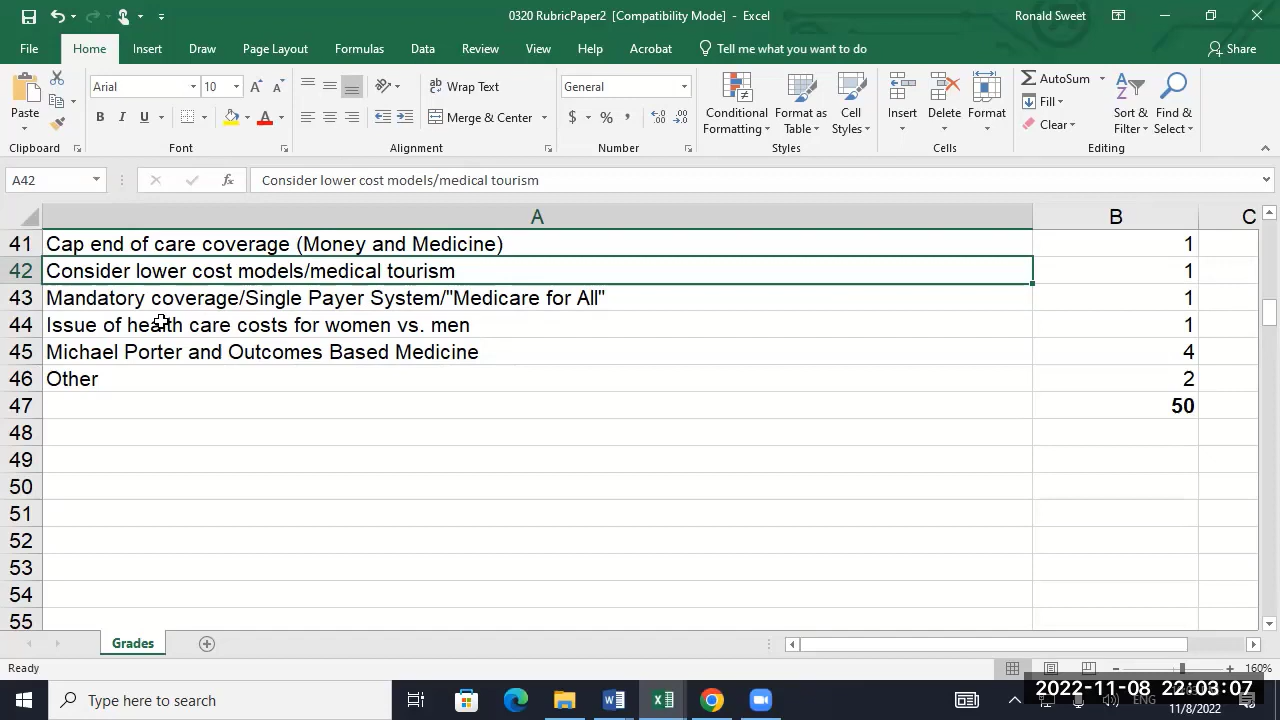 0320 RubricPaper2 [Compatibility Mode] - Excel
Ronald Sweet
File Home Insert Draw Page Layout Formulas Data Review View Help Acrobat Tell me what you want to do Share
Paste
Arial 10
B I U
Wrap Text
Merge & Center
General
$ % ,
Conditional Formatting
Format as Table
Cell Styles
Insert
Delete
Format
AutoSum
Fill
Clear
Sort & Filter
Find & Select
Clipboard Font Alignment Number Styles Cells Editing
A42 fx Consider lower cost models/medical tourism
A B C
41 Cap end of care coverage (Money and Medicine) 1
42 Consider lower cost models/medical tourism 1
43 Mandatory coverage/Single Payer System/"Medicare for All" 1
44 Issue of health care costs for women vs. men 1
45 Michael Porter and Outcomes Based Medicine 4
46 Other 2
47 50
48
49
50
51
52
53
54
55
Grades
Ready 160%
Type here to search
2022-11-08 22:03:07
ENG
11/8/2022